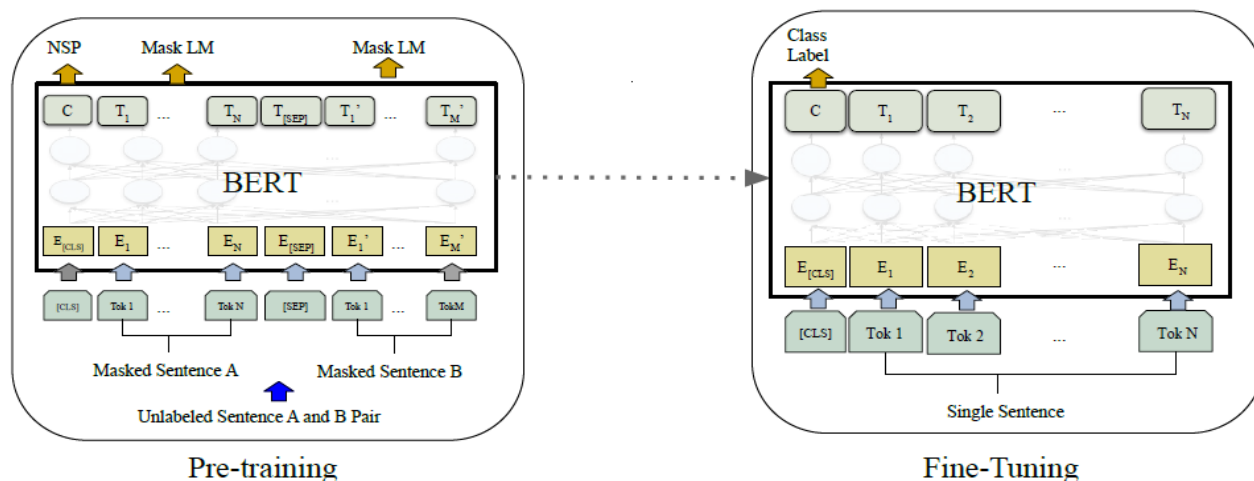 NSP Mask LM Mask LM
C T1 ... TN T[SEP] T1' ... TM'
...
BERT
...
E[CLS] E1 ... EN E[SEP] E1' ... EM'
[CLS] Tok 1 ... Tok N [SEP] Tok 1 ... TokM
Masked Sentence A Masked Sentence B
Unlabeled Sentence A and B Pair
Pre-training
Class
Label
C T1 T2 ... TN
...
BERT
...
E[CLS] E1 E2 ... EN
[CLS] Tok 1 Tok 2 ... Tok N
Single Sentence
Fine-Tuning